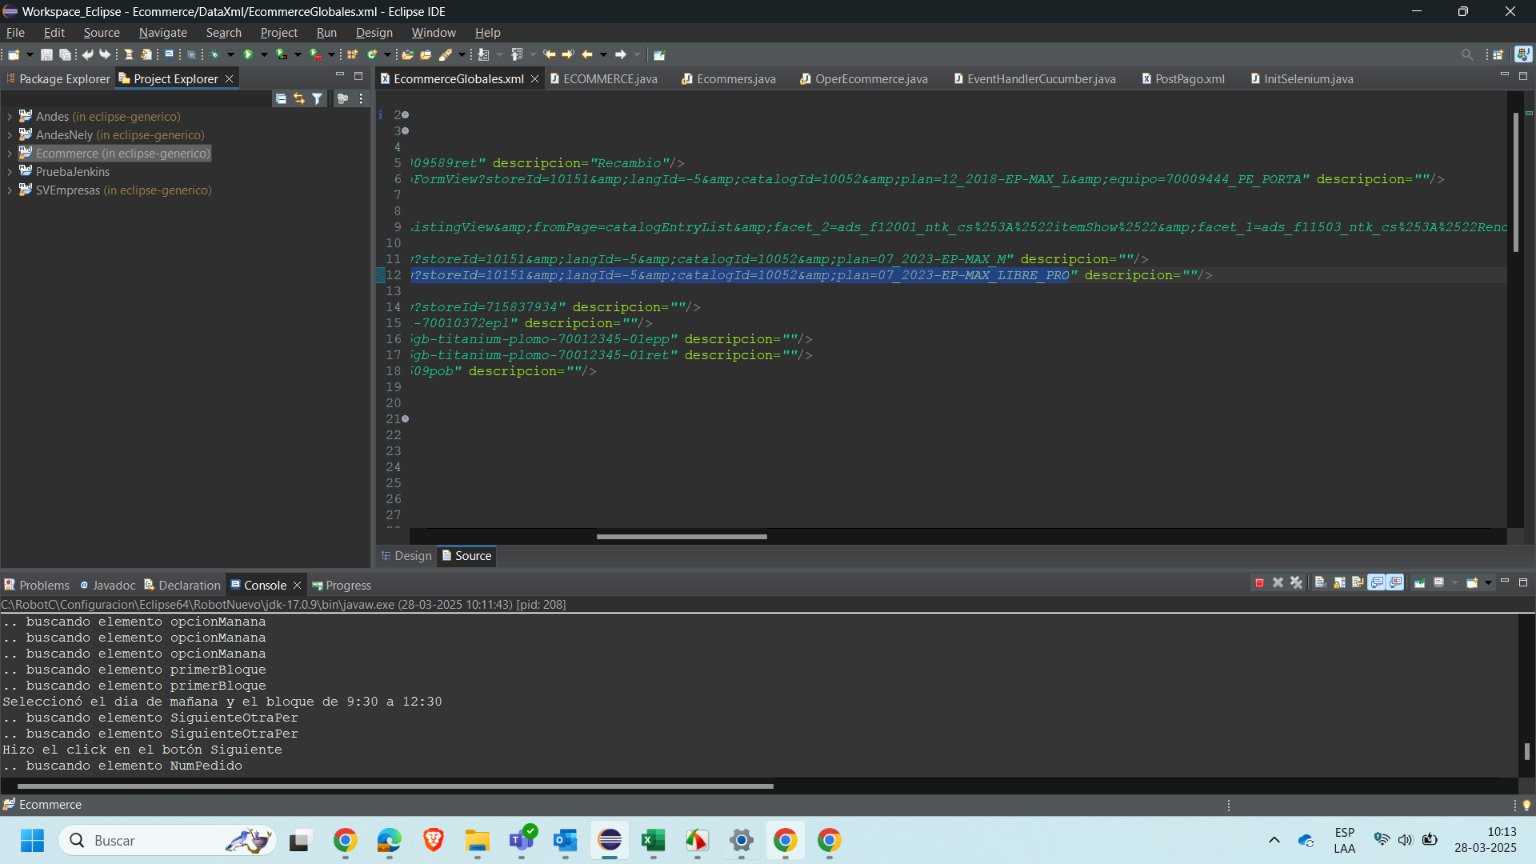 Workspace_Eclipse - Ecommerce/DataXml/EcommerceGlobales.xml - Eclipse IDE
File Edit Source Navigate Search Project Run Design Window Help
Package Explorer Project Explorer
EcommerceGlobales.xml ECOMMERCE.java Ecommers.java OperEcommerce.java EventHandlerCucumber.java PostPago.xml InitSelenium.java
Andes (in eclipse-generico)
AndesNely (in eclipse-generico)
Ecommerce (in eclipse-generico)
PruebaJenkins
SVEmpresas (in eclipse-generico)
2
3
4
5 09589ret" descripcion="Recambio"/>
6 FormView?storeId=10151&amp;langId=-5&amp;catalogId=10052&amp;plan=12_2018-EP-MAX_L&amp;equipo=70009444_PE_PORTA" descripcion=""/>
7
8
9 istingView&amp;fromPage=catalogEntryList&amp;facet_2=ads_f12001_ntk_cs%253A%2522itemShow%2522&amp;facet_1=ads_f11503_ntk_cs%253A%2522Reno
10
11 ?storeId=10151&amp;langId=-5&amp;catalogId=10052&amp;plan=07_2023-EP-MAX_M" descripcion=""/>
12 ?storeId=10151&amp;langId=-5&amp;catalogId=10052&amp;plan=07_2023-EP-MAX_LIBRE_PRO" descripcion=""/>
13
14 ?storeId=715837934" descripcion=""/>
15 -70010372epl" descripcion=""/>
16 gb-titanium-plomo-70012345-01epp" descripcion=""/>
17 gb-titanium-plomo-70012345-01ret" descripcion=""/>
18 09pob" descripcion=""/>
19
20
21
22
23
24
25
26
27
Design Source
Problems Javadoc Declaration Console Progress
C:\RobotC\Configuracion\Eclipse64\RobotNuevo\jdk-17.0.9\bin\javaw.exe (28-03-2025 10:11:43) [pid: 208]
.. buscando elemento opcionManana
.. buscando elemento opcionManana
.. buscando elemento opcionManana
.. buscando elemento primerBloque
.. buscando elemento primerBloque
Seleccionó el dia de mañana y el bloque de 9:30 a 12:30
.. buscando elemento SiguienteOtraPer
.. buscando elemento SiguienteOtraPer
Hizo el click en el botón Siguiente
.. buscando elemento NumPedido
Ecommerce
Buscar
ESP
LAA
10:13
28-03-2025